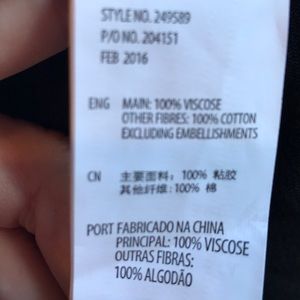 STYLE NO. 249589
P/O NO. 204151
FEB 2016
ENG MAIN: 100% VISCOSE
OTHER FIBRES: 100% COTTON
EXCLUDING EMBELLISHMENTS
CN 主要面料: 100% 粘胶
其他纤维:100% 棉
PORT FABRICADO NA CHINA
PRINCIPAL: 100% VISCOSE
OUTRAS FIBRAS:
100% ALGODÃO